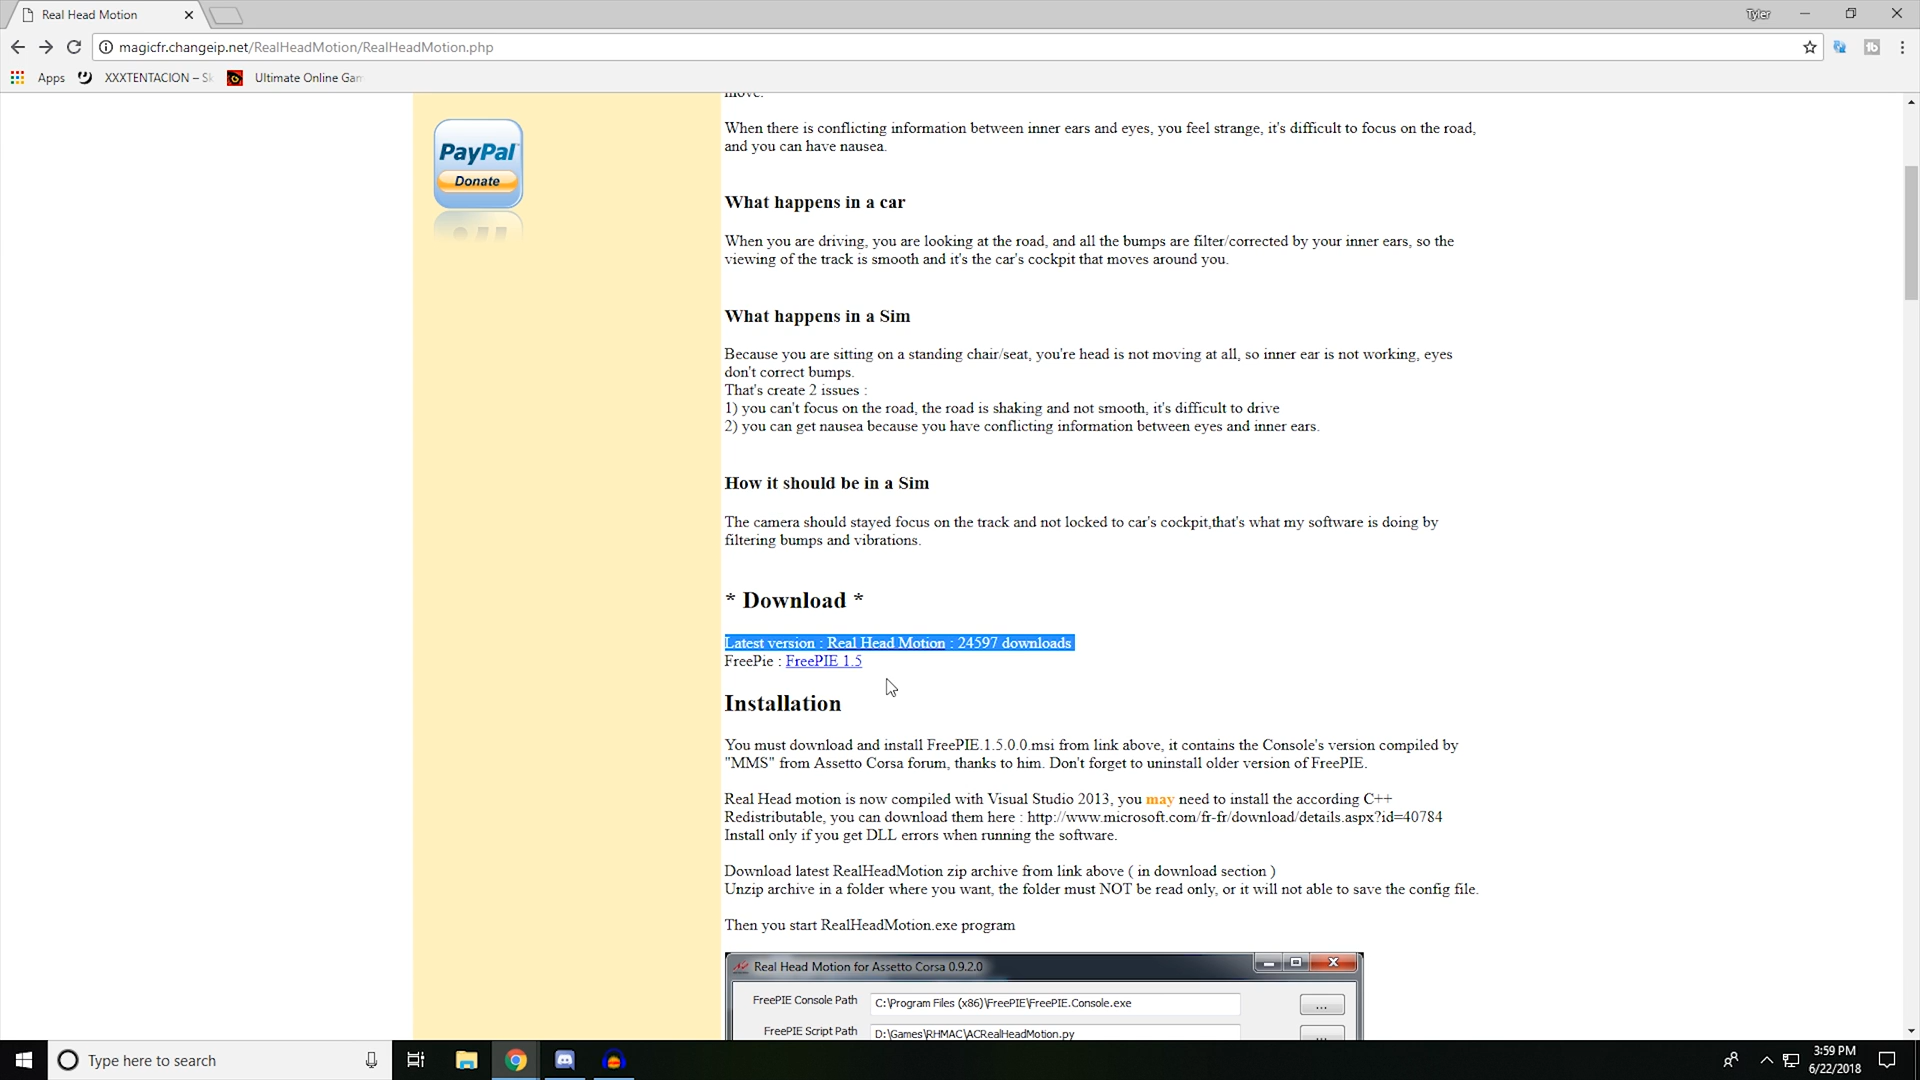 Real Head Motion
Tyler
magicfr.changeip.net/RealHeadMotion/RealHeadMotion.php
Apps
XXXTENTACION – Sk
Ultimate Online Gam
move.
PayPal
Donate
When there is conflicting information between inner ears and eyes, you feel strange, it's difficult to focus on the road,
and you can have nausea.
What happens in a car
When you are driving, you are looking at the road, and all the bumps are filter/corrected by your inner ears, so the
viewing of the track is smooth and it's the car's cockpit that moves around you.
What happens in a Sim
Because you are sitting on a standing chair/seat, you're head is not moving at all, so inner ear is not working, eyes
don't correct bumps.
That's create 2 issues :
1) you can't focus on the road, the road is shaking and not smooth, it's difficult to drive
2) you can get nausea because you have conflicting information between eyes and inner ears.
How it should be in a Sim
The camera should stayed focus on the track and not locked to car's cockpit,that's what my software is doing by
filtering bumps and vibrations.
* Download *
Latest version : Real Head Motion : 24597 downloads
FreePie : FreePIE 1.5
Installation
You must download and install FreePIE.1.5.0.0.msi from link above, it contains the Console's version compiled by
"MMS" from Assetto Corsa forum, thanks to him. Don't forget to uninstall older version of FreePIE.
Real Head motion is now compiled with Visual Studio 2013, you may need to install the according C++
Redistributable, you can download them here : http://www.microsoft.com/fr-fr/download/details.aspx?id=40784
Install only if you get DLL errors when running the software.
Download latest RealHeadMotion zip archive from link above ( in download section )
Unzip archive in a folder where you want, the folder must NOT be read only, or it will not able to save the config file.
Then you start RealHeadMotion.exe program
Real Head Motion for Assetto Corsa 0.9.2.0
FreePIE Console Path C:\Program Files (x86)\FreePIE\FreePIE.Console.exe ...
FreePIE Script Path D:\Games\RHMAC\ACRealHeadMotion.py ...
Type here to search
3:59 PM
6/22/2018